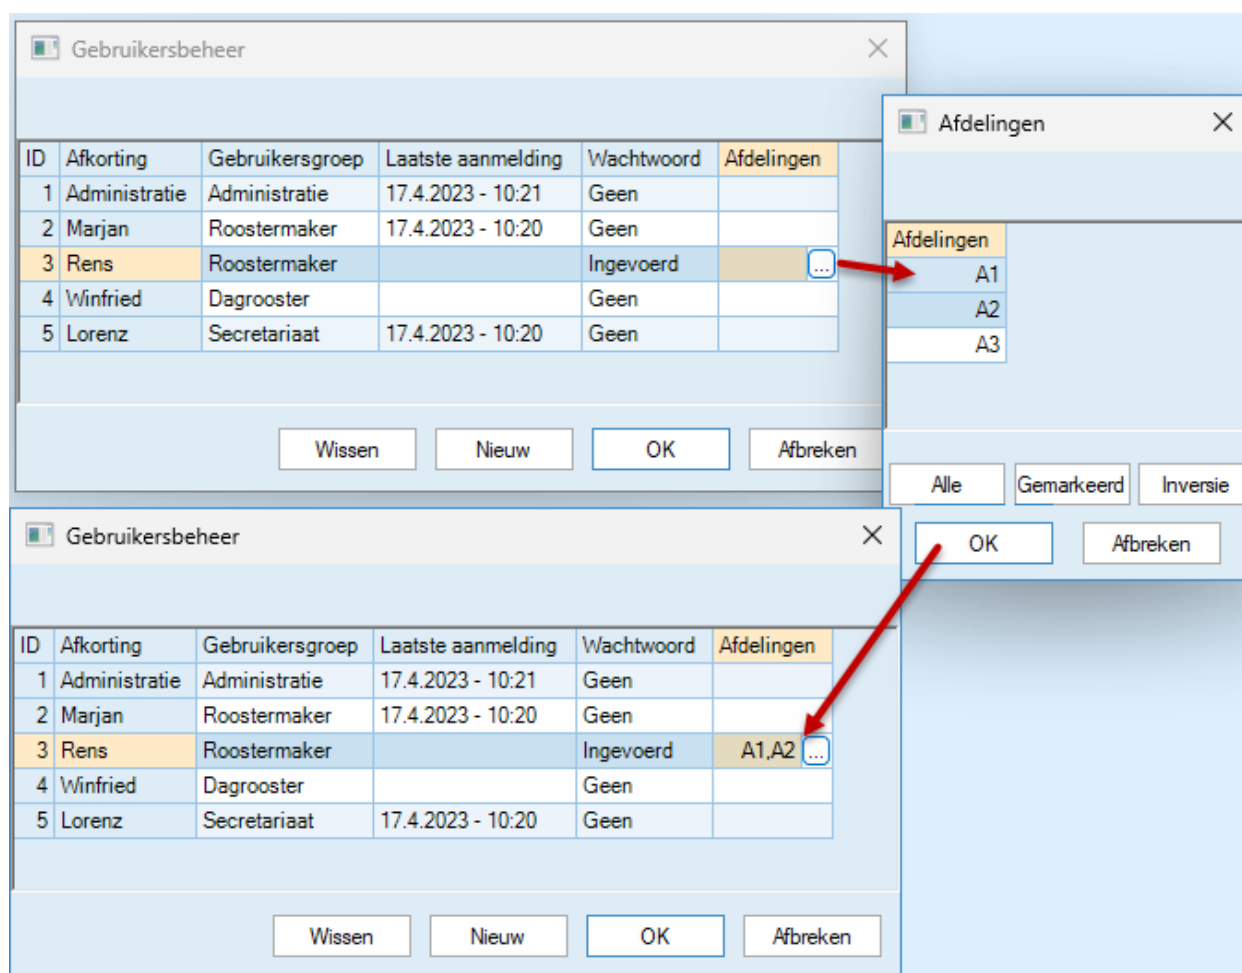 Gebruikersbeheer
ID Afkorting Gebruikersgroep Laatste aanmelding Wachtwoord Afdelingen
1 Administratie Administratie 17.4.2023 - 10:21 Geen
2 Marjan Roostermaker 17.4.2023 - 10:20 Geen
3 Rens Roostermaker Ingevoerd ...
4 Winfried Dagrooster Geen
5 Lorenz Secretariaat 17.4.2023 - 10:20 Geen
Wissen Nieuw OK Afbreken
Afdelingen
Afdelingen
A1
A2
A3
Alle Gemarkeerd Inversie
OK Afbreken
Gebruikersbeheer
ID Afkorting Gebruikersgroep Laatste aanmelding Wachtwoord Afdelingen
1 Administratie Administratie 17.4.2023 - 10:21 Geen
2 Marjan Roostermaker 17.4.2023 - 10:20 Geen
3 Rens Roostermaker Ingevoerd A1,A2 ...
4 Winfried Dagrooster Geen
5 Lorenz Secretariaat 17.4.2023 - 10:20 Geen
Wissen Nieuw OK Afbreken